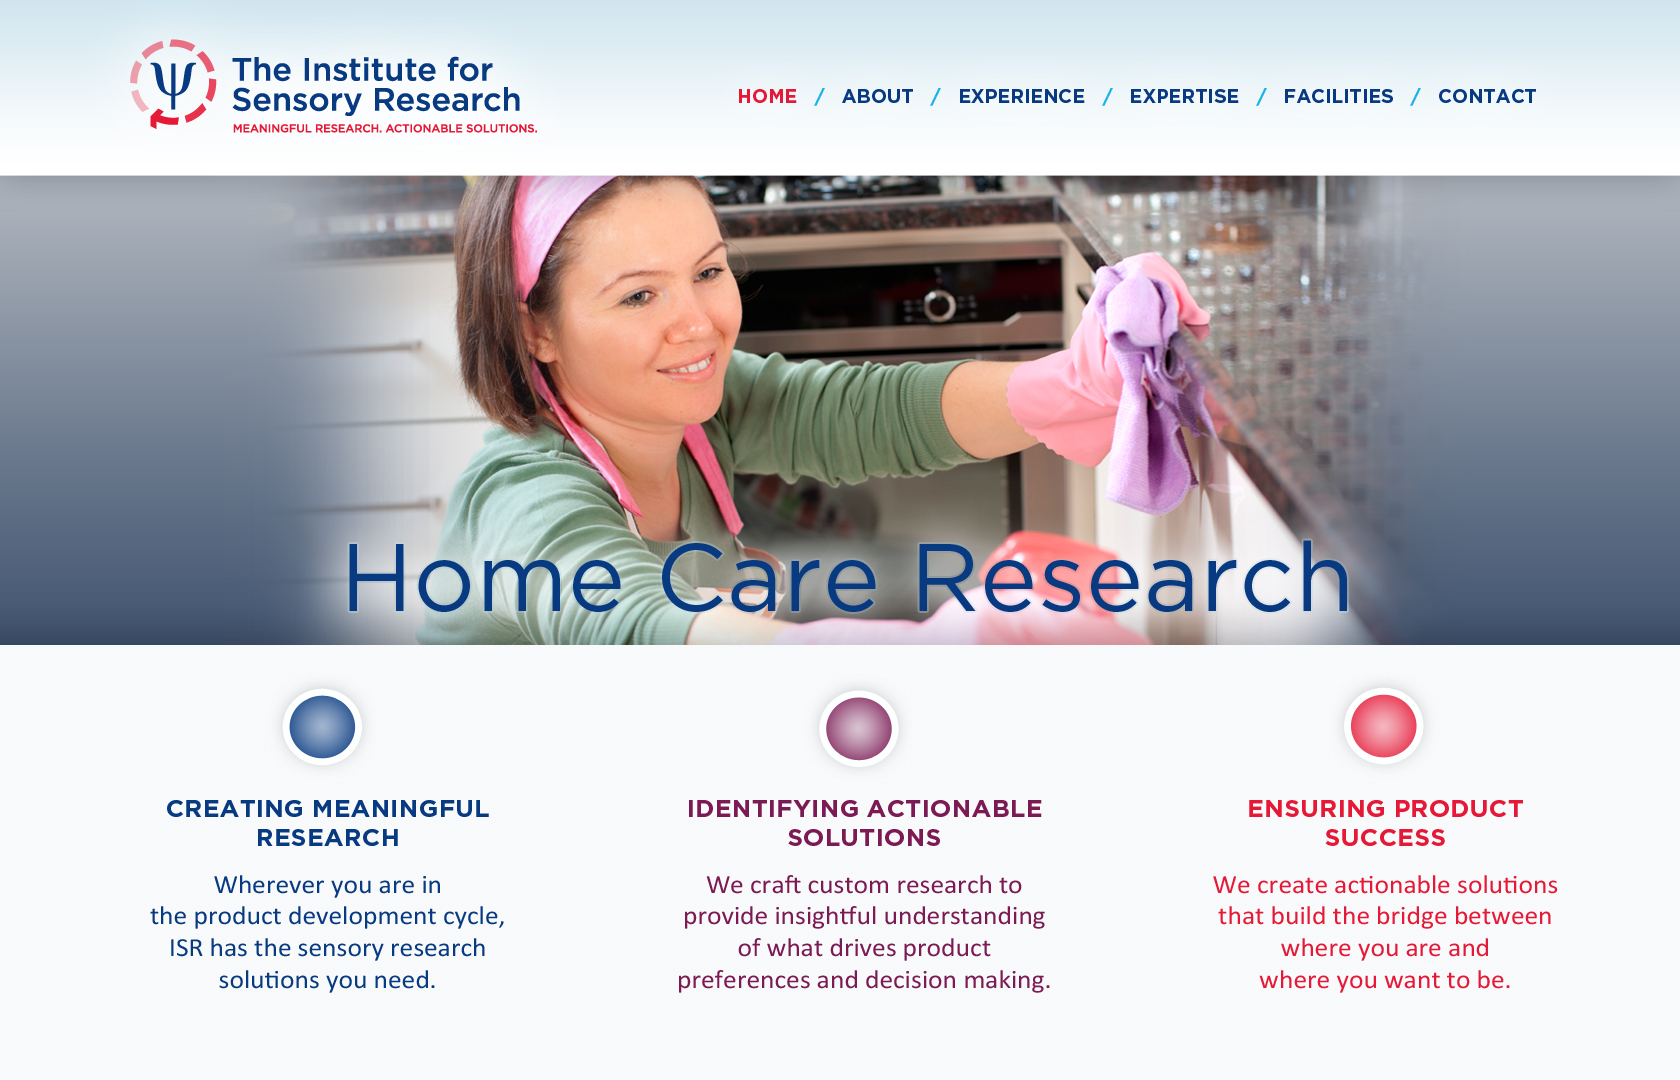 The Institute for
Sensory Research
MEANINGFUL RESEARCH. ACTIONABLE SOLUTIONS.
HOME / ABOUT / EXPERIENCE / EXPERTISE / FACILITIES / CONTACT
Home Care Research
CREATING MEANINGFUL
RESEARCH
Wherever you are in
the product development cycle,
ISR has the sensory research
solutions you need.
IDENTIFYING ACTIONABLE
SOLUTIONS
We craft custom research to
provide insightful understanding
of what drives product
preferences and decision making.
ENSURING PRODUCT
SUCCESS
We create actionable solutions
that build the bridge between
where you are and
where you want to be.